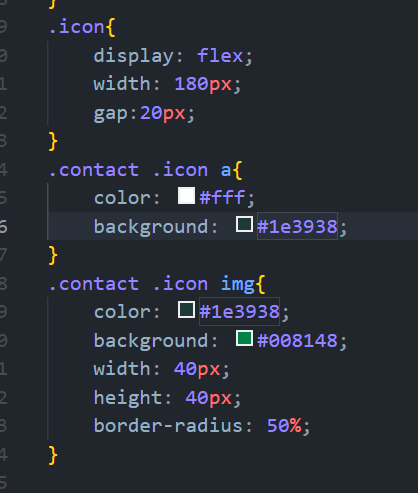 }
.icon{
display: flex;
width: 180px;
gap:20px;
}
.contact .icon a{
color: #fff;
background: #1e3938;
}
.contact .icon img{
color: #1e3938;
background: #008148;
width: 40px;
height: 40px;
border-radius: 50%;
}